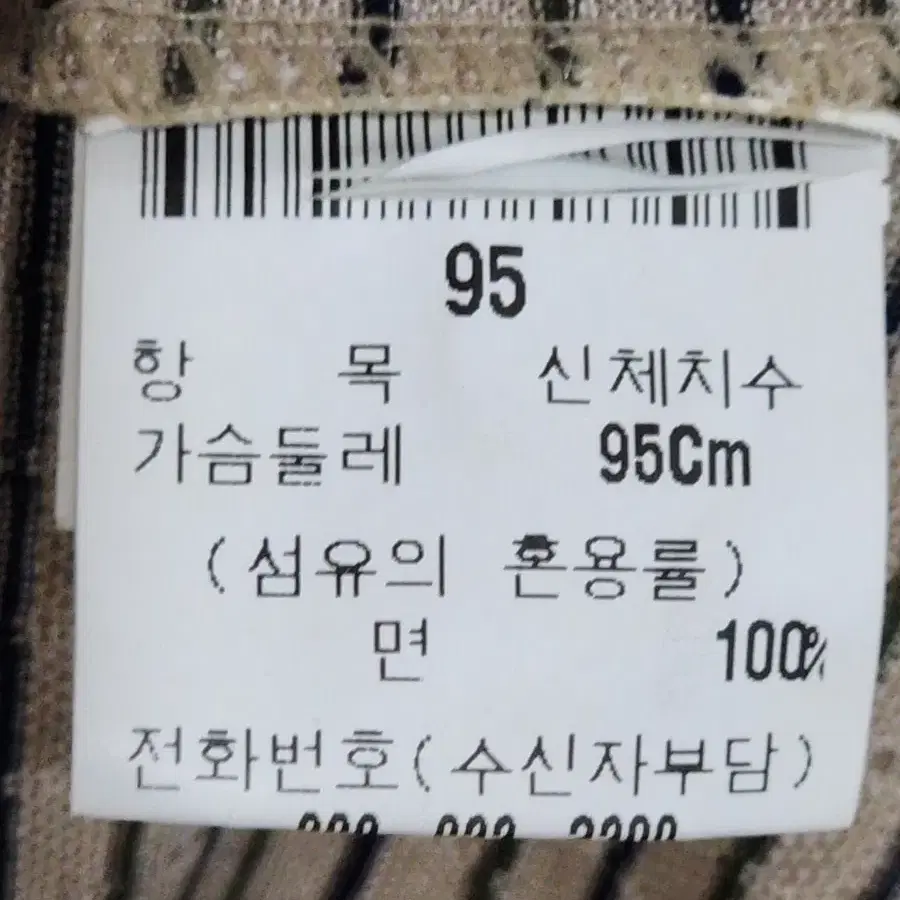 95
항 목 신체치수
가슴둘레 95Cm
(섬유의 혼용률)
면 100%
전화번호(수신자부담)